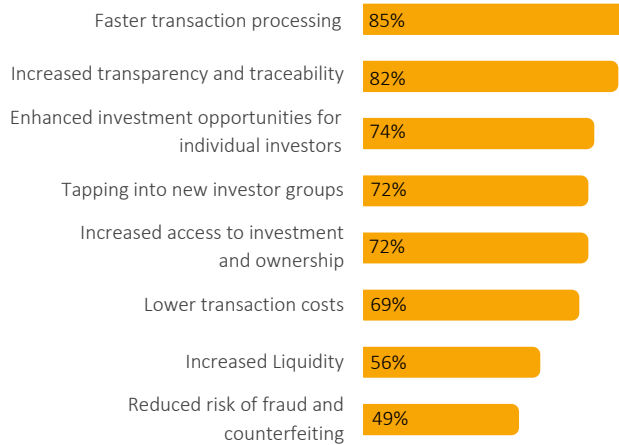 Faster transaction processing 85%
Increased transparency and traceability 82%
Enhanced investment opportunities for
individual investors 74%
Tapping into new investor groups 72%
Increased access to investment
and ownership 72%
Lower transaction costs 69%
Increased Liquidity 56%
Reduced risk of fraud and
counterfeiting 49%